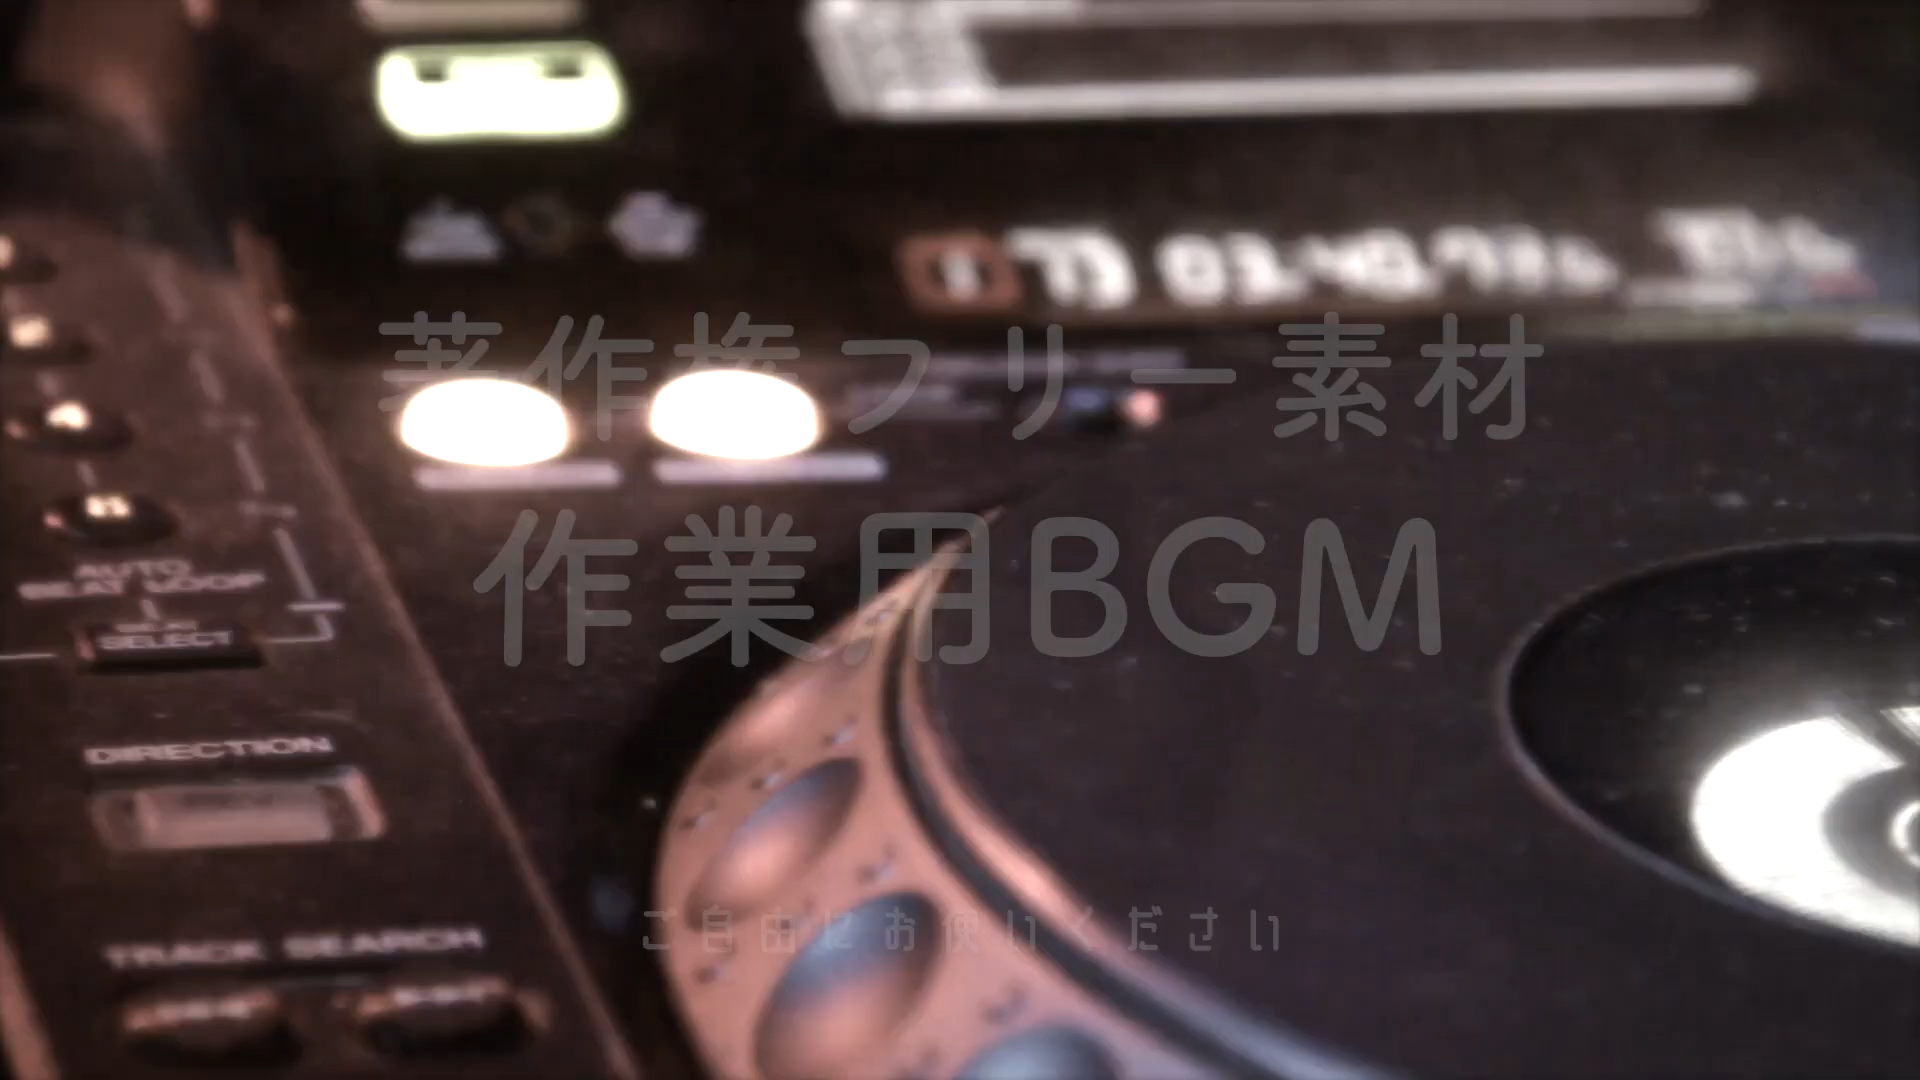 著作権フリー素材
作業用BGM
AUTO
BEAT LOOP
SELECT
DIRECTION
ご自由にお使いください
TRACK SEARCH